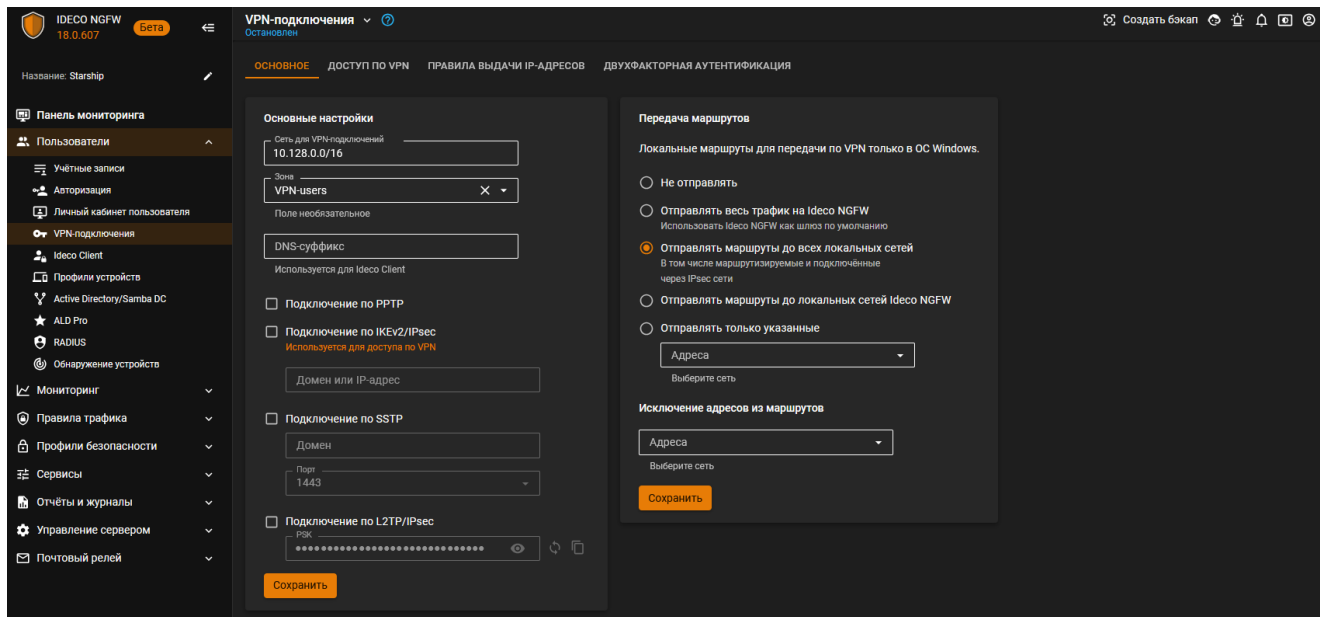 IDECO NGFW
18.0.607
Бета
Название: Starship
Панель мониторинга
Пользователи
Учётные записи
Авторизация
Личный кабинет пользователя
VPN-подключения
Ideco Client
Профили устройств
Active Directory/Samba DC
ALD Pro
RADIUS
Обнаружение устройств
Мониторинг
Правила трафика
Профили безопасности
Сервисы
Отчёты и журналы
Управление сервером
Почтовый релей
VPN-подключения
Остановлен
Создать бэкап
ОСНОВНОЕ
ДОСТУП ПО VPN
ПРАВИЛА ВЫДАЧИ IP-АДРЕСОВ
ДВУХФАКТОРНАЯ АУТЕНТИФИКАЦИЯ
Основные настройки
Сеть для VPN-подключений
10.128.0.0/16
Зона
VPN-users
Поле необязательное
DNS-суффикс
Используется для Ideco Client
Подключение по PPTP
Подключение по IKEv2/IPsec
Используется для доступа по VPN
Домен или IP-адрес
Подключение по SSTP
Домен
Порт
1443
Подключение по L2TP/IPsec
PSK
••••••••••••••••••••••••••••••
Сохранить
Передача маршрутов
Локальные маршруты для передачи по VPN только в ОС Windows.
Не отправлять
Отправлять весь трафик на Ideco NGFW
Использовать Ideco NGFW как шлюз по умолчанию
Отправлять маршруты до всех локальных сетей
В том числе маршрутизируемые и подключённые
через IPsec сети
Отправлять маршруты до локальных сетей Ideco NGFW
Отправлять только указанные
Адреса
Выберите сеть
Исключение адресов из маршрутов
Адреса
Выберите сеть
Сохранить